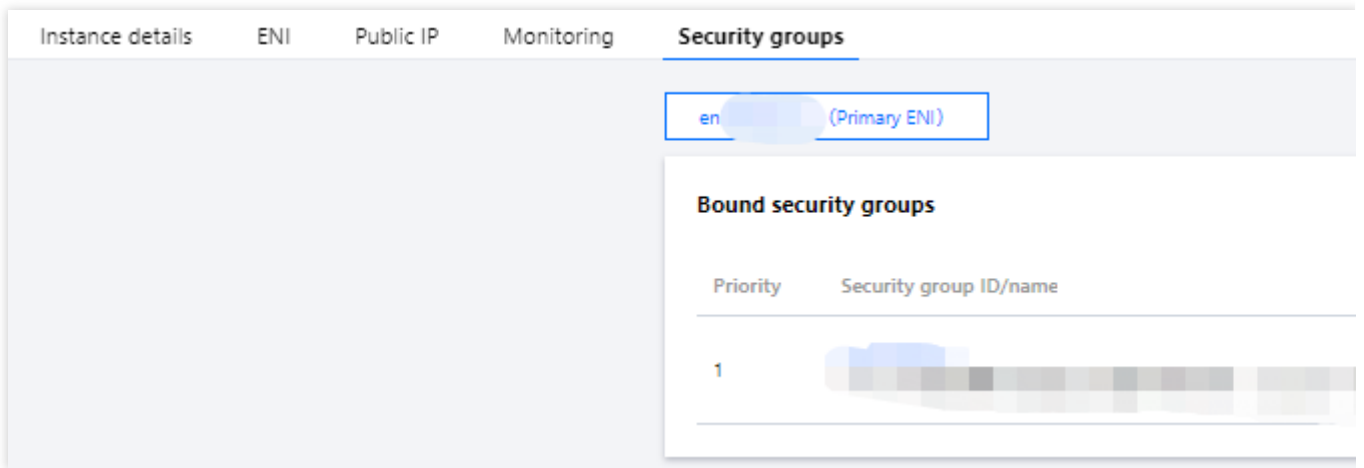 Instance details ENI Public IP Monitoring Security groups
en (Primary ENI)
Bound security groups
Priority Security group ID/name
1